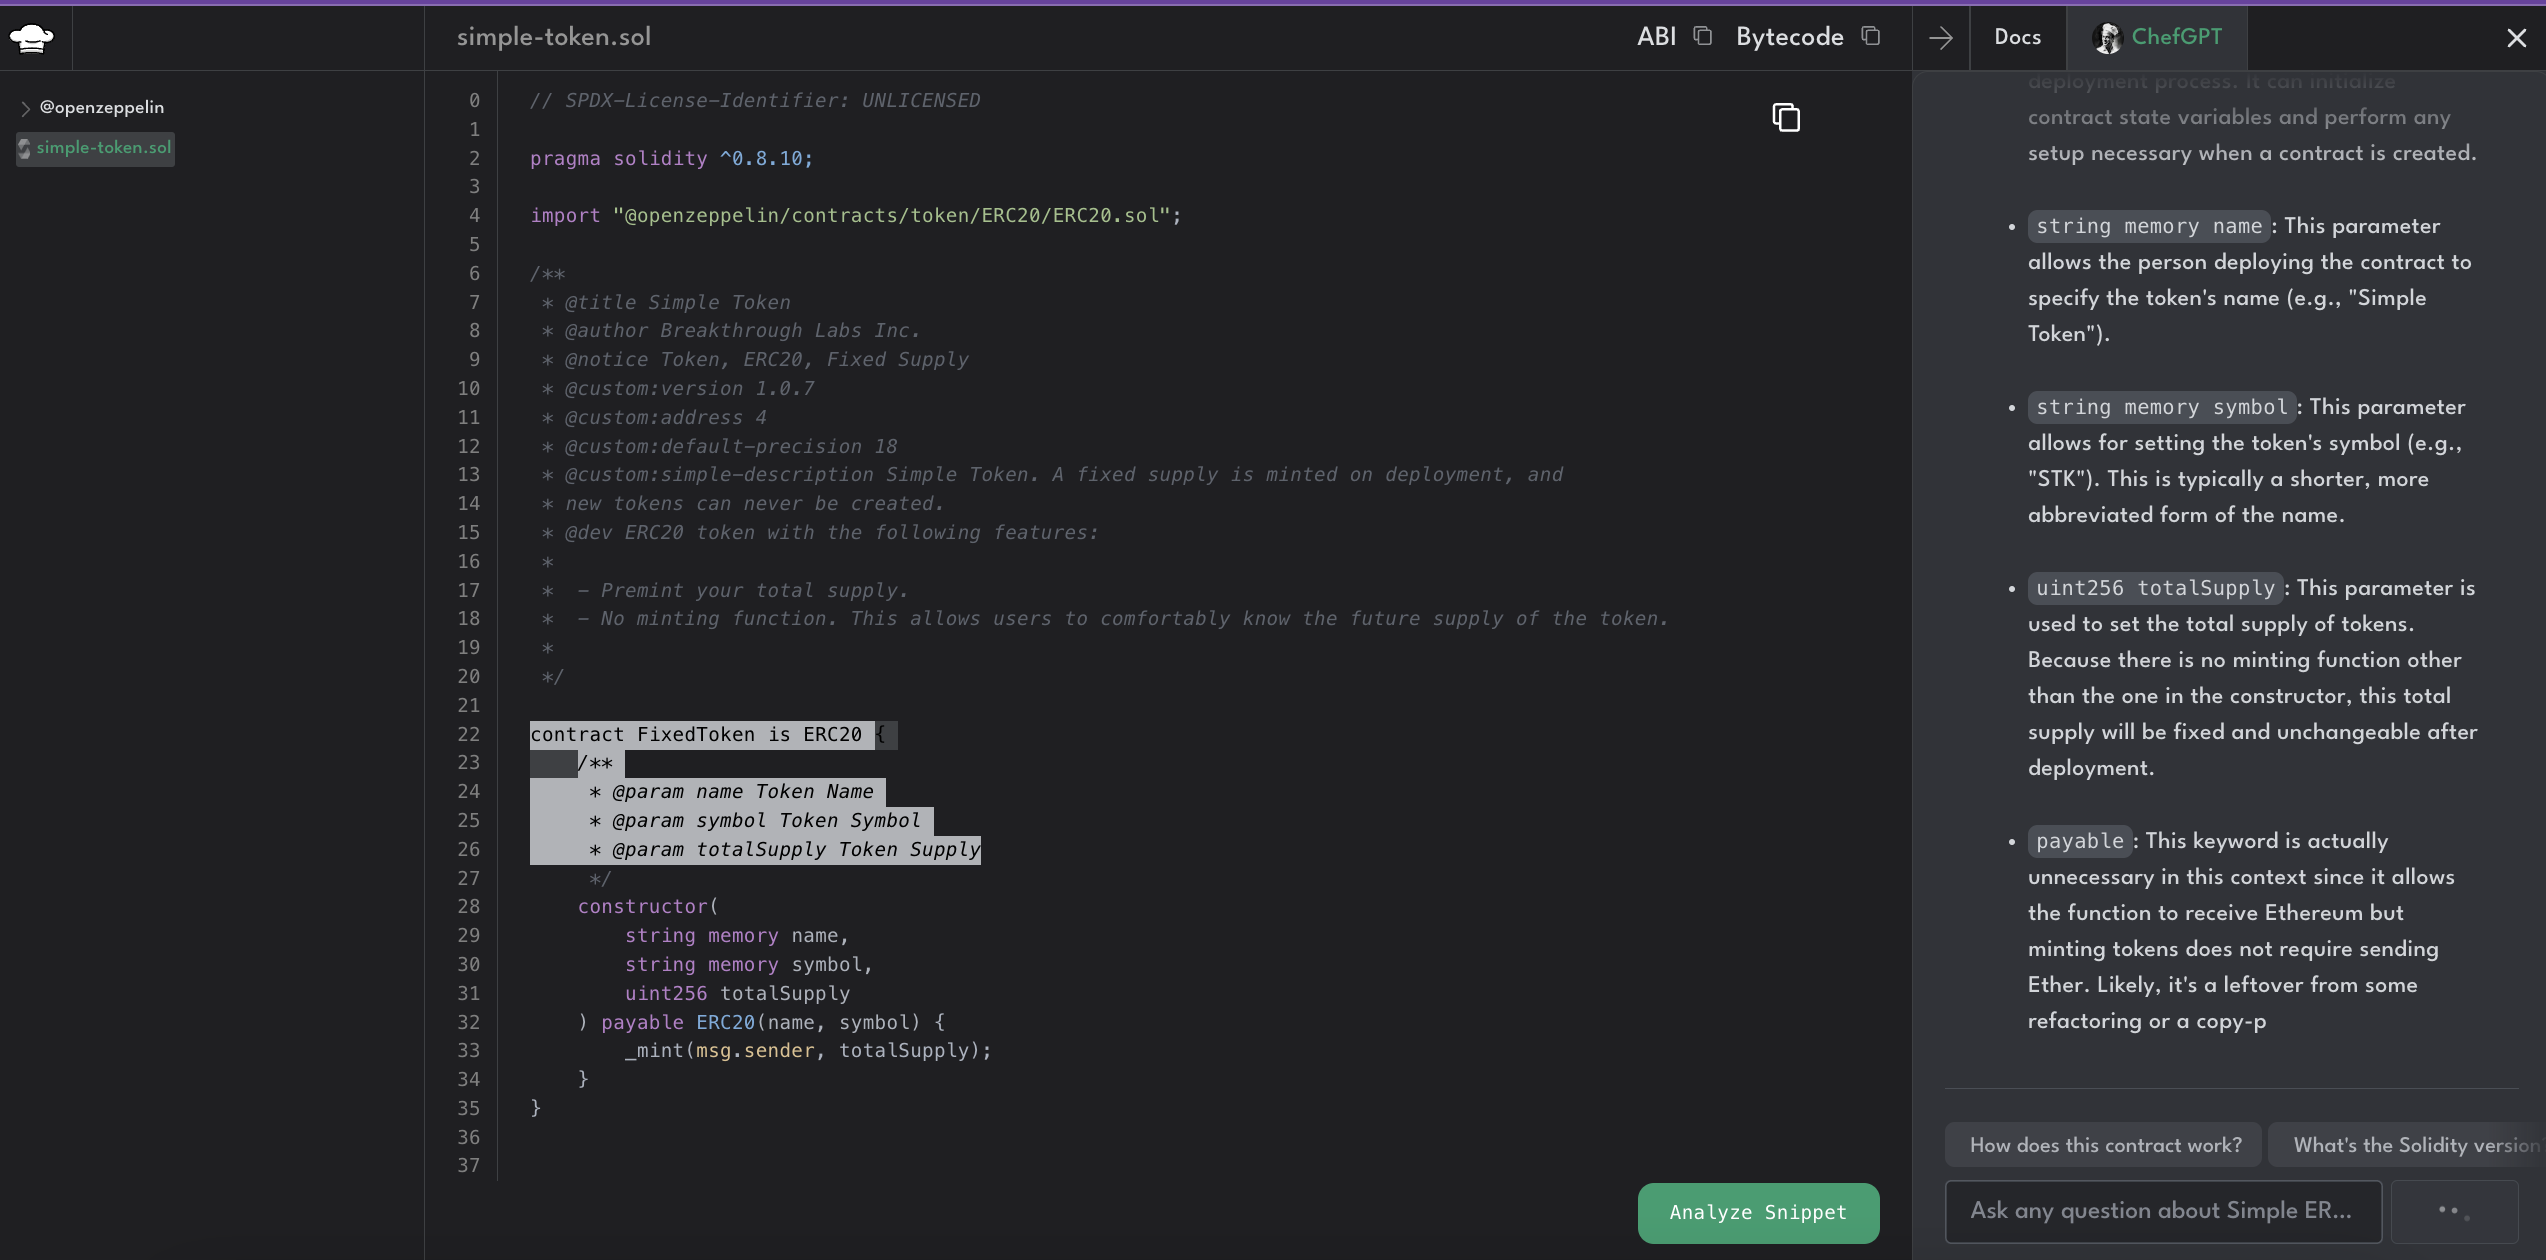 simple-token.sol
ABI
Bytecode
Docs
ChefGPT
@openzeppelin
simple-token.sol
0 // SPDX-License-Identifier: UNLICENSED
1
2 pragma solidity ^0.8.10;
3
4 import "@openzeppelin/contracts/token/ERC20/ERC20.sol";
5
6 /**
7 * @title Simple Token
8 * @author Breakthrough Labs Inc.
9 * @notice Token, ERC20, Fixed Supply
10 * @custom:version 1.0.7
11 * @custom:address 4
12 * @custom:default-precision 18
13 * @custom:simple-description Simple Token. A fixed supply is minted on deployment, and
14 * new tokens can never be created.
15 * @dev ERC20 token with the following features:
16 *
17 * - Premint your total supply.
18 * - No minting function. This allows users to comfortably know the future supply of the token.
19 *
20 */
21
22 contract FixedToken is ERC20 {
23 /**
24 * @param name Token Name
25 * @param symbol Token Symbol
26 * @param totalSupply Token Supply
27 */
28 constructor(
29 string memory name,
30 string memory symbol,
31 uint256 totalSupply
32 ) payable ERC20(name, symbol) {
33 _mint(msg.sender, totalSupply);
34 }
35 }
36
37
Analyze Snippet
deployment process. It can initialize
contract state variables and perform any
setup necessary when a contract is created.
• string memory name: This parameter
allows the person deploying the contract to
specify the token's name (e.g., "Simple
Token").
• string memory symbol: This parameter
allows for setting the token's symbol (e.g.,
"STK"). This is typically a shorter, more
abbreviated form of the name.
• uint256 totalSupply: This parameter is
used to set the total supply of tokens.
Because there is no minting function other
than the one in the constructor, this total
supply will be fixed and unchangeable after
deployment.
• payable: This keyword is actually
unnecessary in this context since it allows
the function to receive Ethereum but
minting tokens does not require sending
Ether. Likely, it's a leftover from some
refactoring or a copy-p
How does this contract work?
What's the Solidity version
Ask any question about Simple ER...